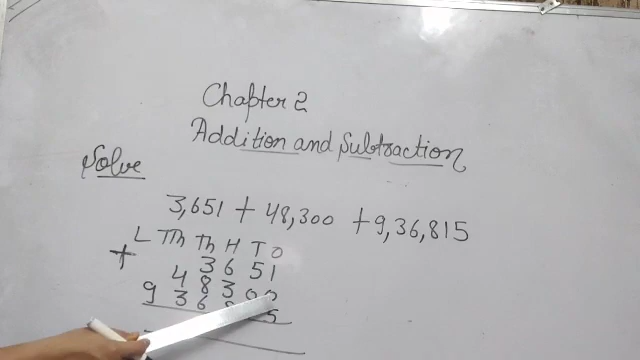 Chapter 2
Addition and Subtraction
Solve
3,651 + 48,300 + 9,36,815
L TTh Th H T O
+ 3 6 5 1
4 8 3 0 0
9 3 6 5